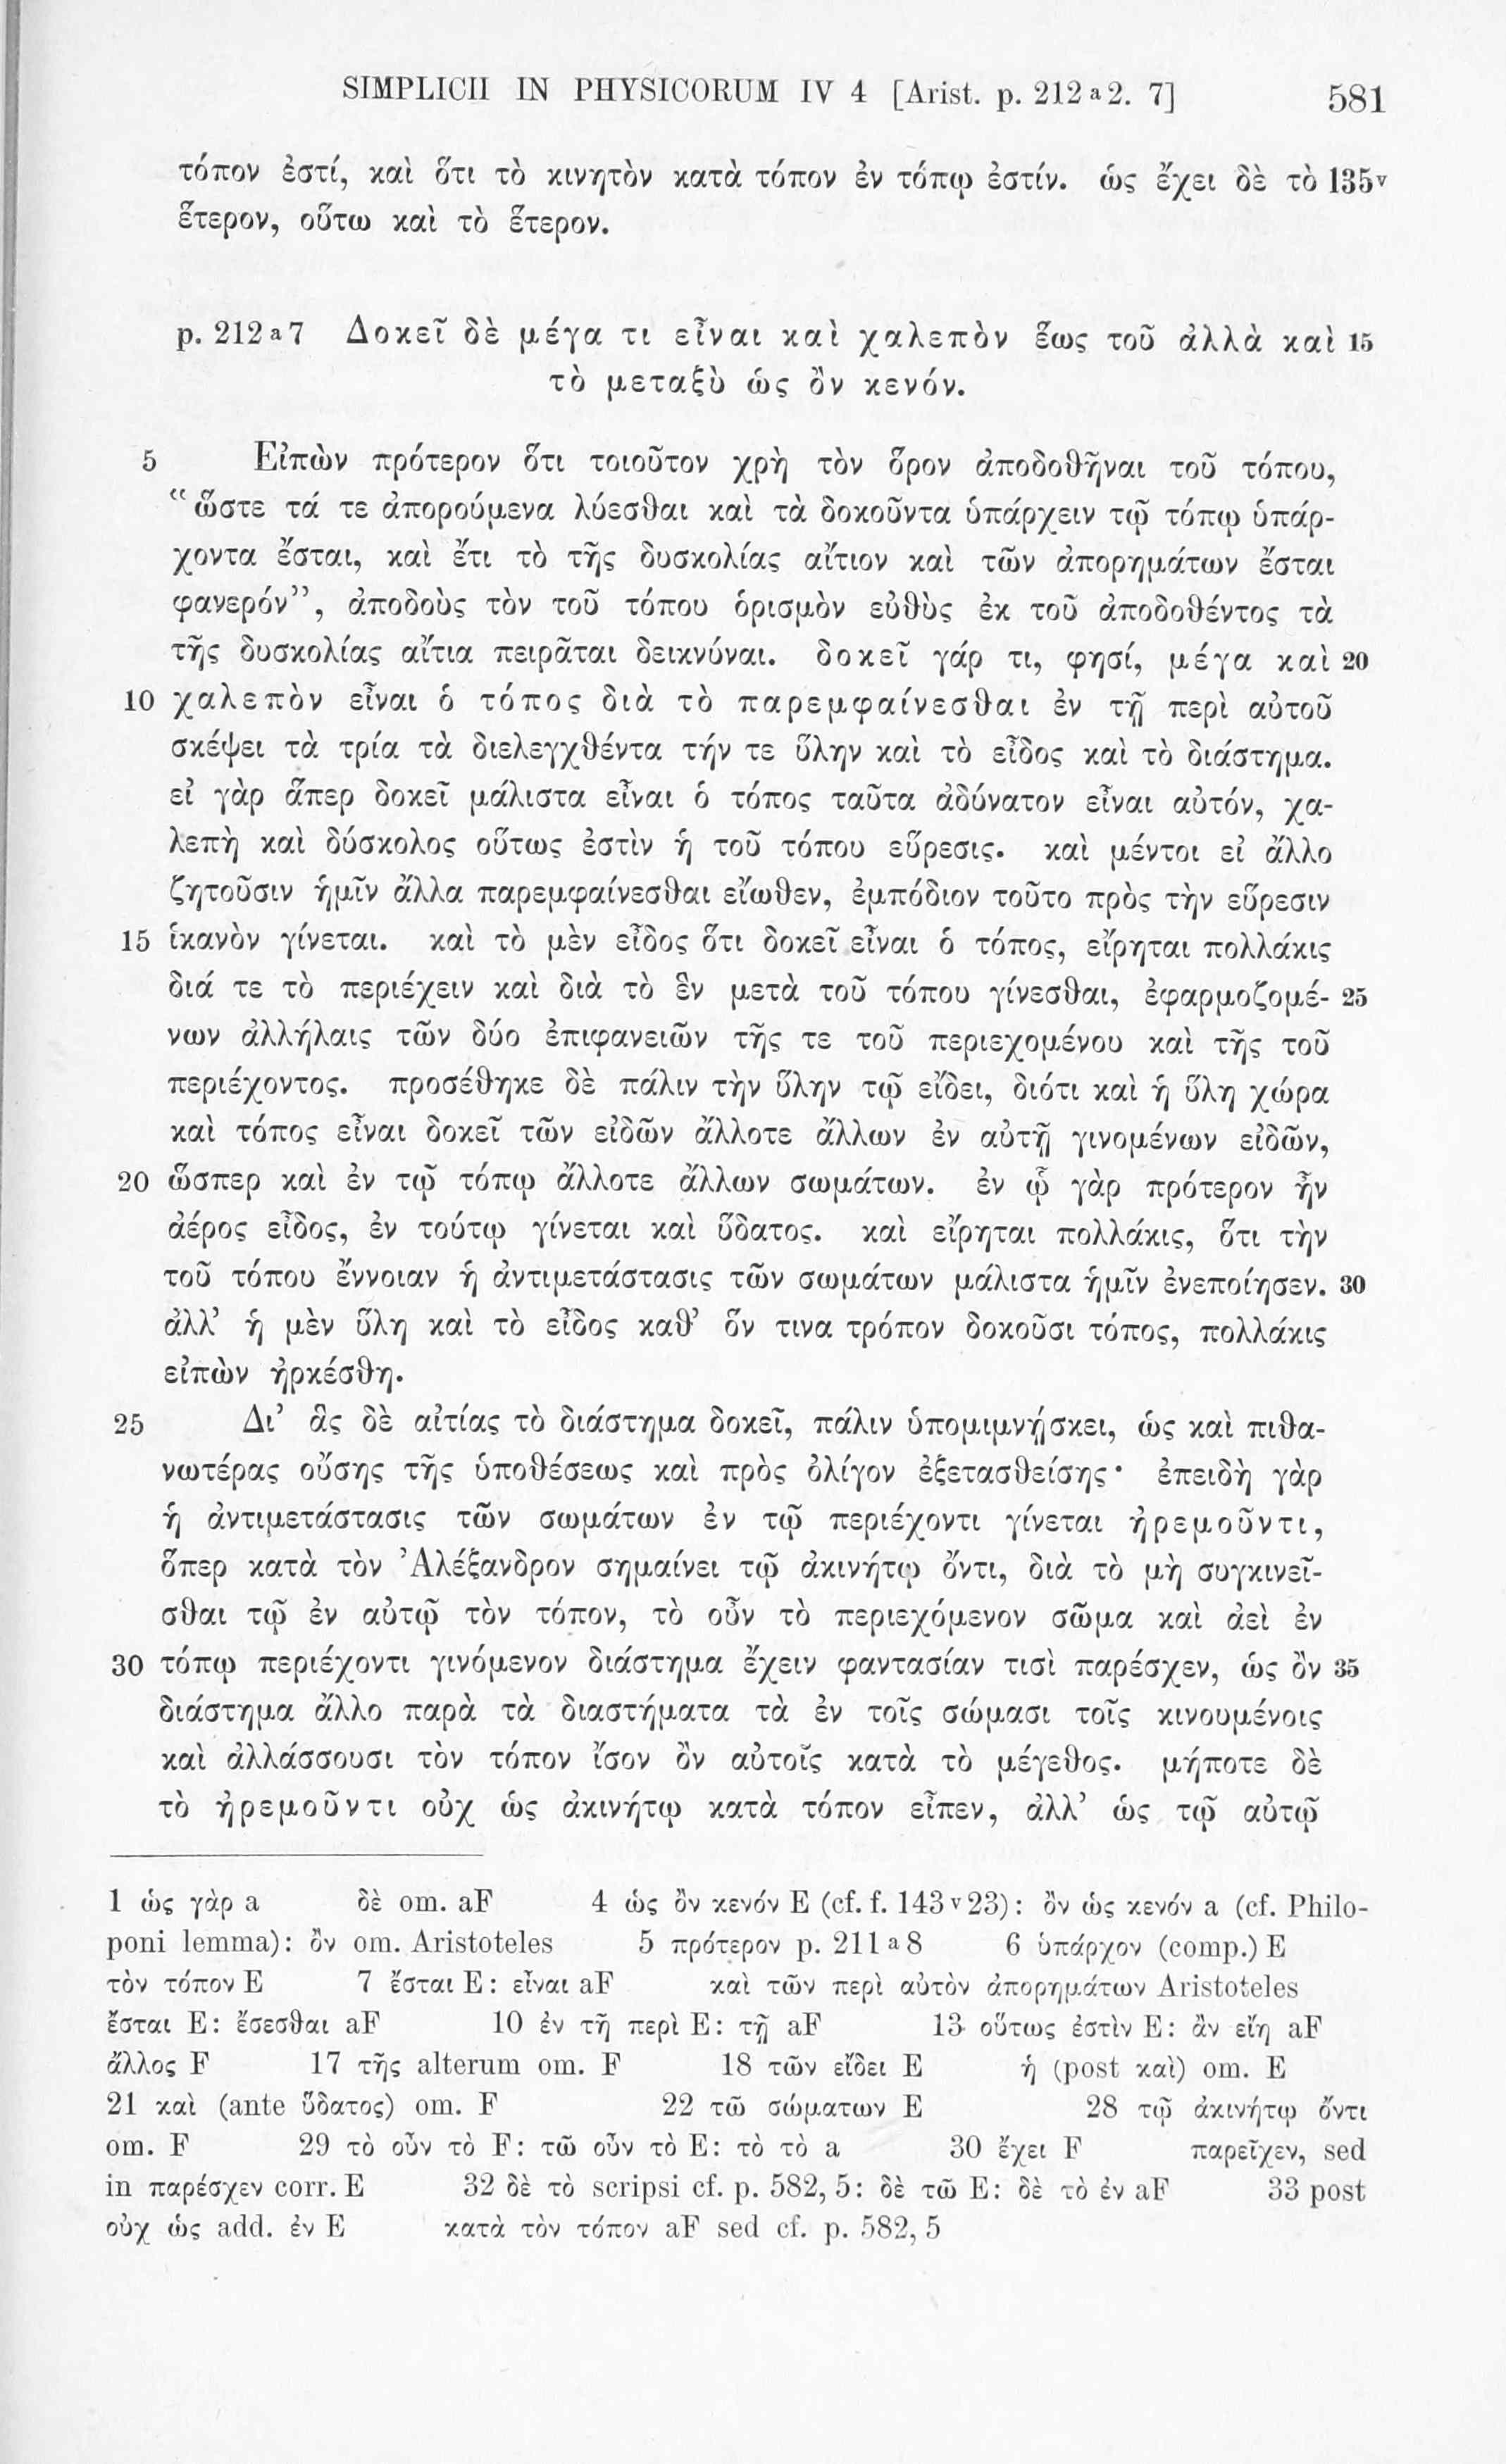 SIMPLICII IN PHYSICORUM IV 4 [Arist. p. 212 a 2. 7] 581
τόπον ἐστί, καὶ ὅτι τὸ κινητὸν κατὰ τόπον ἐν τόπῳ ἐστίν. ὡς ἔχει δὲ τὸ 135v
ἕτερον, οὕτω καὶ τὸ ἕτερον.
p. 212 a 7 Δοκεῖ δὲ μέγα τι εἶναι καὶ χαλεπὸν ἕως τοῦ ἀλλὰ καὶ 15
τὸ μεταξὺ ὡς ὂν κενόν.
5 Εἰπὼν πρότερον ὅτι τοιοῦτον χρὴ τὸν ὅρον ἀποδοθῆναι τοῦ τόπου,
“ὥστε τά τε ἀπορούμενα λύεσθαι καὶ τὰ δοκοῦντα ὑπάρχειν τῷ τόπῳ ὑπάρ-
χοντα ἔσται, καὶ ἔτι τὸ τῆς δυσκολίας αἴτιον καὶ τῶν ἀπορημάτων ἔσται
φανερόν”, ἀποδοὺς τὸν τοῦ τόπου ὁρισμὸν εὐθὺς ἐκ τοῦ ἀποδοθέντος τὰ
τῆς δυσκολίας αἴτια πειρᾶται δεικνύναι. δοκεῖ γάρ τι, φησί, μέγα καὶ 20
10 χαλεπὸν εἶναι ὁ τόπος διὰ τὸ παρεμφαίνεσθαι ἐν τῇ περὶ αὐτοῦ
σκέψει τὰ τρία τὰ διελεγχθέντα τήν τε ὕλην καὶ τὸ εἶδος καὶ τὸ διάστημα.
εἰ γὰρ ἅπερ δοκεῖ μάλιστα εἶναι ὁ τόπος ταῦτα ἀδύνατον εἶναι αὐτόν, χα-
λεπὴ καὶ δύσκολος οὕτως ἐστὶν ἡ τοῦ τόπου εὕρεσις. καὶ μέντοι εἰ ἄλλο
ζητοῦσιν ἡμῖν ἄλλα παρεμφαίνεσθαι εἴωθεν, ἐμπόδιον τοῦτο πρὸς τὴν εὕρεσιν
15 ἱκανὸν γίνεται. καὶ τὸ μὲν εἶδος ὅτι δοκεῖ εἶναι ὁ τόπος, εἴρηται πολλάκις
διά τε τὸ περιέχειν καὶ διὰ τὸ ἓν μετὰ τοῦ τόπου γίνεσθαι, ἐφαρμοζομέ- 25
νων ἀλλήλαις τῶν δύο ἐπιφανειῶν τῆς τε τοῦ περιεχομένου καὶ τῆς τοῦ
περιέχοντος. προσέθηκε δὲ πάλιν τὴν ὕλην τῷ εἴδει, διότι καὶ ἡ ὕλη χώρα
καὶ τόπος εἶναι δοκεῖ τῶν εἰδῶν ἄλλοτε ἄλλων ἐν αὐτῇ γινομένων εἰδῶν,
20 ὥσπερ καὶ ἐν τῷ τόπῳ ἄλλοτε ἄλλων σωμάτων. ἐν ᾧ γὰρ πρότερον ἦν
ἀέρος εἶδος, ἐν τούτῳ γίνεται καὶ ὕδατος. καὶ εἴρηται πολλάκις, ὅτι τὴν
τοῦ τόπου ἔννοιαν ἡ ἀντιμετάστασις τῶν σωμάτων μάλιστα ἡμῖν ἐνεποίησεν. 30
ἀλλ’ ἡ μὲν ὕλη καὶ τὸ εἶδος καθ’ ὅν τινα τρόπον δοκοῦσι τόπος, πολλάκις
εἰπὼν ἠρκέσθη.
25 Δι’ ἃς δὲ αἰτίας τὸ διάστημα δοκεῖ, πάλιν ὑπομιμνῄσκει, ὡς καὶ πιθα-
νωτέρας οὔσης τῆς ὑποθέσεως καὶ πρὸς ὀλίγον ἐξετασθείσης· ἐπειδὴ γὰρ
ἡ ἀντιμετάστασις τῶν σωμάτων ἐν τῷ περιέχοντι γίνεται ἠρεμοῦντι,
ὅπερ κατὰ τὸν Ἀλέξανδρον σημαίνει τῷ ἀκινήτῳ ὄντι, διὰ τὸ μὴ συγκινεῖ-
σθαι τῷ ἐν αὐτῷ τὸν τόπον, τὸ οὖν τὸ περιεχόμενον σῶμα καὶ ἀεὶ ἐν
30 τόπῳ περιέχοντι γινόμενον διάστημα ἔχειν φαντασίαν τισὶ παρέσχεν, ὡς ὂν 35
διάστημα ἄλλο παρὰ τὰ διαστήματα τὰ ἐν τοῖς σώμασι τοῖς κινουμένοις
καὶ ἀλλάσσουσι τὸν τόπον ἴσον ὂν αὐτοῖς κατὰ τὸ μέγεθος. μήποτε δὲ
τὸ ἠρεμοῦντι οὐχ ὡς ἀκινήτῳ κατὰ τόπον εἶπεν, ἀλλ’ ὡς τῷ αὐτῷ
1 ὡς γὰρ a δὲ om. aF 4 ὡς ὂν κενόν E (cf. f. 143 v 23): ὂν ὡς κενόν a (cf. Philo-
poni lemma): ὂν om. Aristoteles 5 πρότερον p. 211 a 8 6 ὑπάρχον (comp.) E
τὸν τόπον E 7 ἔσται E: εἶναι aF καὶ τῶν περὶ αὐτὸν ἀπορημάτων Aristoteles
ἔσται E: ἔσεσθαι aF 10 ἐν τῇ περὶ E: τῇ aF 13 οὕτως ἐστὶν E: ἂν εἴη aF
ἄλλος F 17 τῆς alterum om. F 18 τῶν εἴδει E ἡ (post καὶ) om. E
21 καὶ (ante ὕδατος) om. F 22 τῶ σώματων E 28 τῷ ἀκινήτῳ ὄντι
om. F 29 τὸ οὖν τὸ F: τῶ οὖν τὸ E: τὸ τὸ a 30 ἔχει F παρεῖχεν, sed
in παρέσχεν corr. E 32 δὲ τὸ scripsi cf. p. 582, 5: δὲ τῶ E: δὲ τὸ ἐν aF 33 post
οὐχ ὡς add. ἐν E κατὰ τὸν τόπον aF sed cf. p. 582, 5